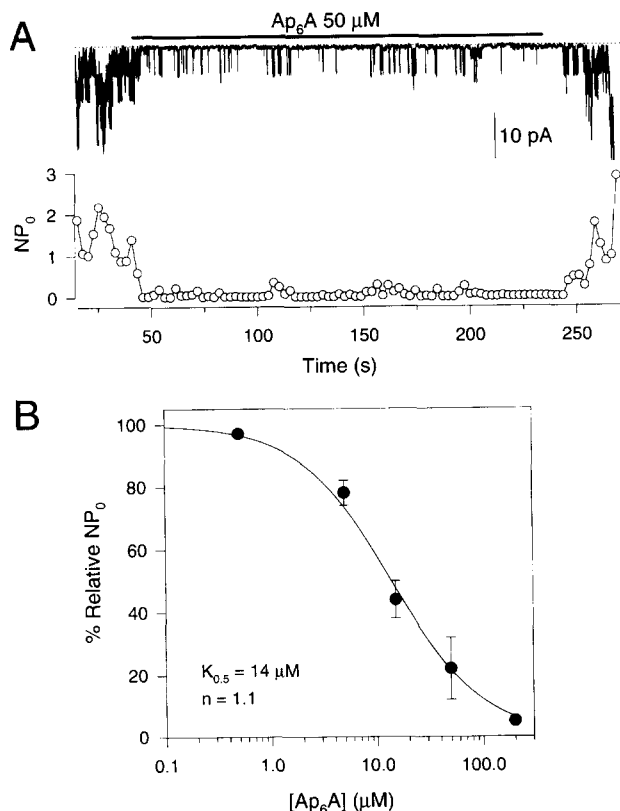 A
Ap₆A 50 μM
10 pA
3
2
1
0
NP₀
50
100
150
200
250
Time (s)
B
100
80
60
40
20
0
% Relative NP₀
K₀.₅ = 14 μM
n = 1.1
0.1
1.0
10.0
100.0
[Ap₆A] (μM)